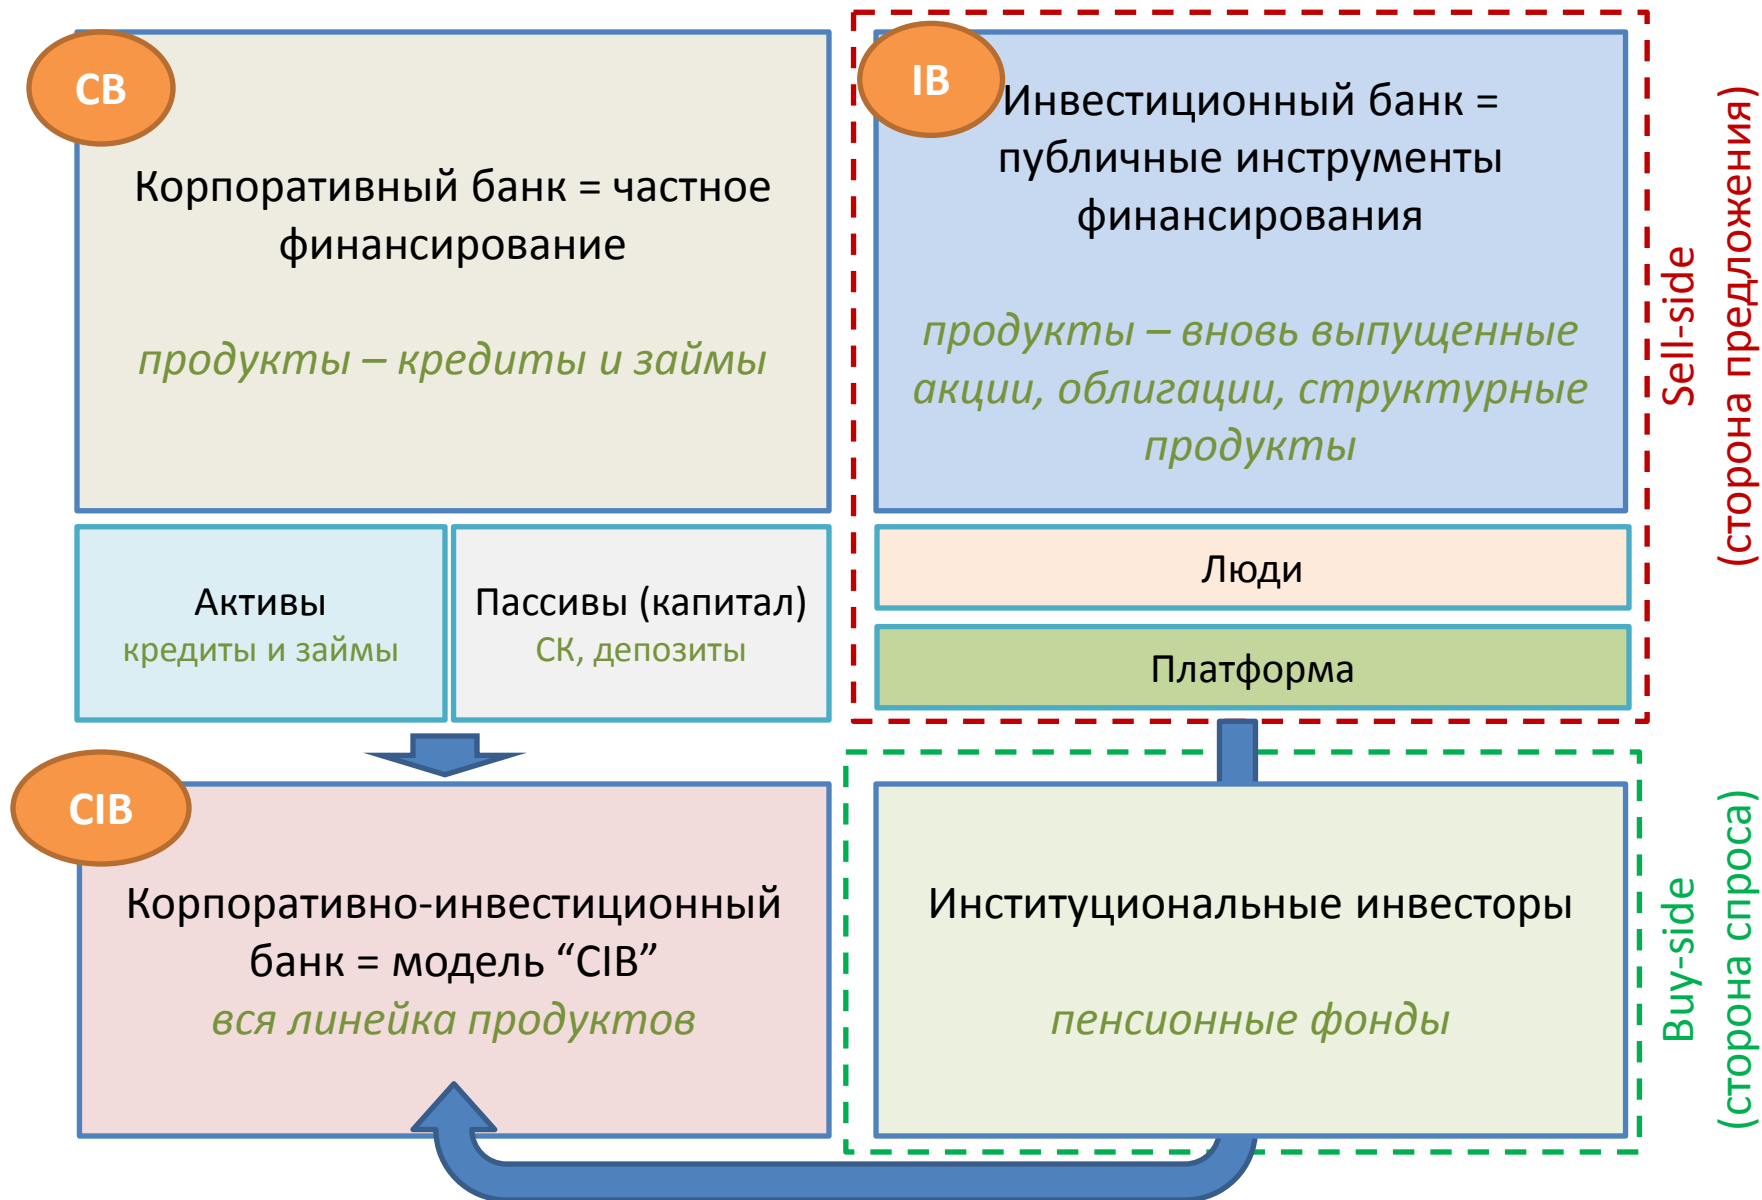 CB
Корпоративный банк = частное
финансирование
продукты – кредиты и займы
IB
Инвестиционный банк =
публичные инструменты
финансирования
продукты – вновь выпущенные
акции, облигации, структурные
продукты
Sell-side
(сторона предложения)
Активы
кредиты и займы
Пассивы (капитал)
СК, депозиты
Люди
Платформа
CIB
Корпоративно-инвестиционный
банк = модель “CIB”
вся линейка продуктов
Институциональные инвесторы
пенсионные фонды
Buy-side
(сторона спроса)